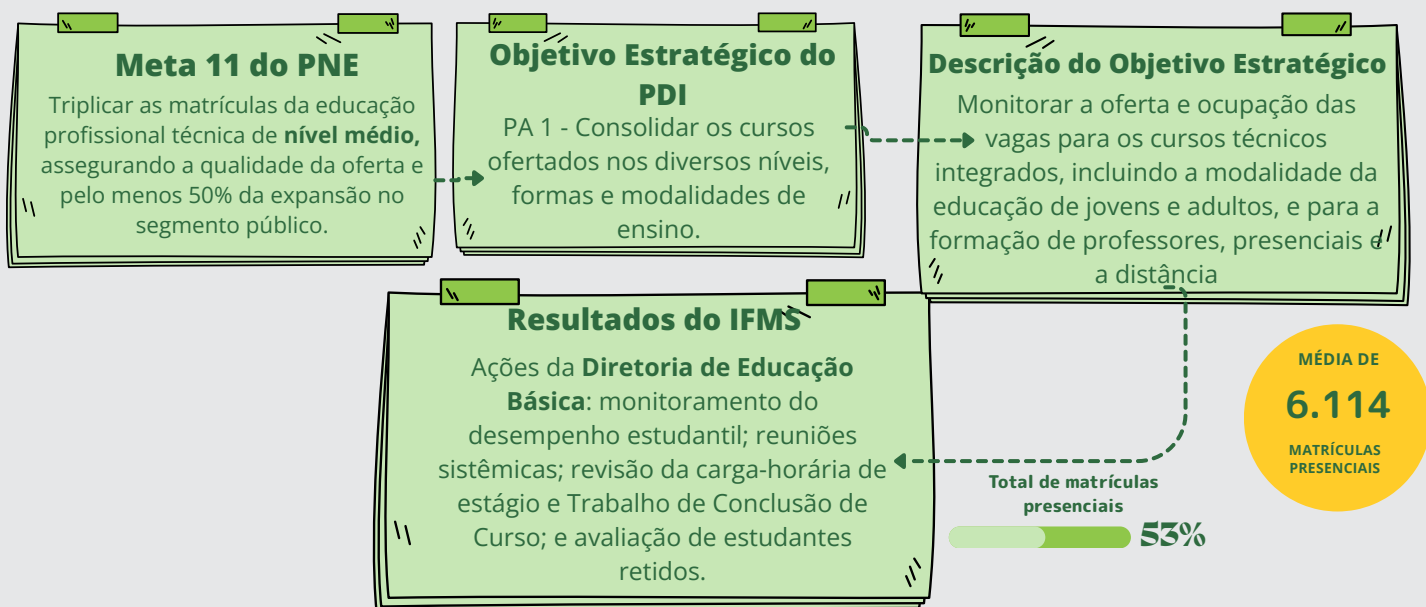 Meta 11 do PNE
Triplicar as matrículas da educação
profissional técnica de nível médio,
assegurando a qualidade da oferta e
pelo menos 50% da expansão no
segmento público.
Objetivo Estratégico do
PDI
PA 1 - Consolidar os cursos
ofertados nos diversos níveis,
formas e modalidades de
ensino.
Descrição do Objetivo Estratégico
Monitorar a oferta e ocupação das
vagas para os cursos técnicos
integrados, incluindo a modalidade da
educação de jovens e adultos, e para a
formação de professores, presenciais e
a distância
Resultados do IFMS
Ações da Diretoria de Educação
Básica: monitoramento do
desempenho estudantil; reuniões
sistêmicas; revisão da carga-horária de
estágio e Trabalho de Conclusão de
Curso; e avaliação de estudantes
retidos.
Total de matrículas
presenciais
53%
MÉDIA DE
6.114
MATRÍCULAS
PRESENCIAIS